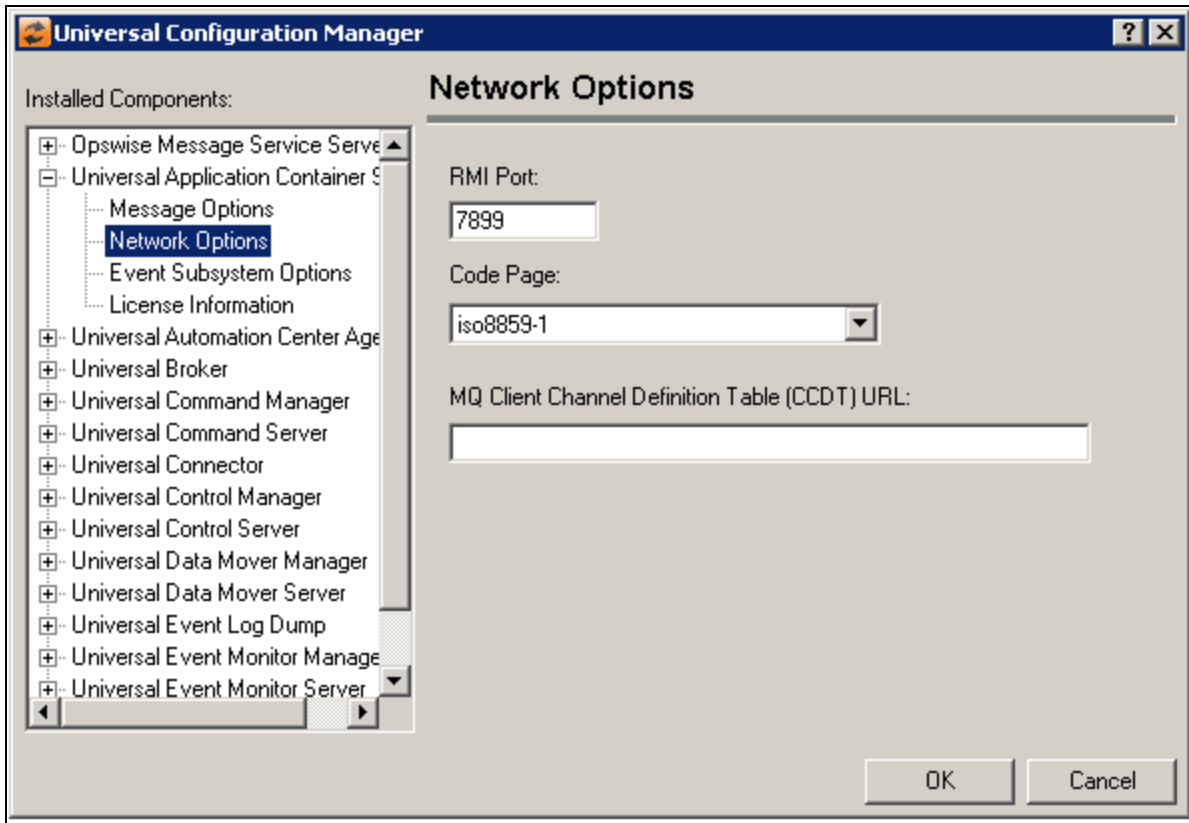 Universal Configuration Manager
Installed Components:
Opswise Message Service Serve
Universal Application Container S
Message Options
Network Options
Event Subsystem Options
License Information
Universal Automation Center Age
Universal Broker
Universal Command Manager
Universal Command Server
Universal Connector
Universal Control Manager
Universal Control Server
Universal Data Mover Manager
Universal Data Mover Server
Universal Event Log Dump
Universal Event Monitor Manage
Universal Event Monitor Server
Network Options
RMI Port:
7899
Code Page:
iso8859-1
MQ Client Channel Definition Table (CCDT) URL:
OK Cancel